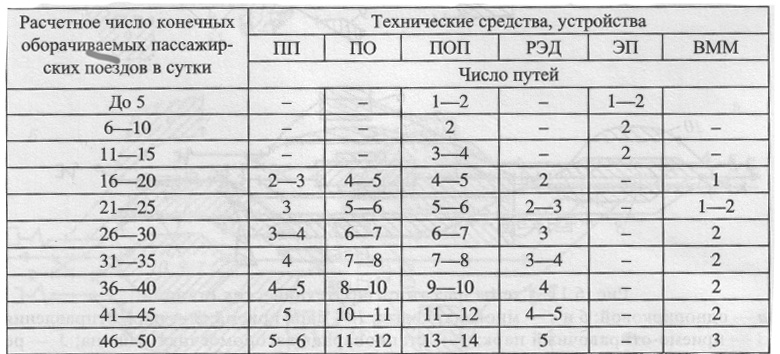 Расчетное число конечных
оборачиваемых пассажир-
ских поездов в сутки
Технические средства, устройства
ПП ПО ПОП РЭД ЭП ВММ
Число путей
До 5 – – 1—2 – 1—2
6—10 – – 2 – 2 –
11—15 – – 3—4 – 2 –
16—20 2—3 4—5 4—5 2 – 1
21—25 3 5—6 5—6 2—3 – 1—2
26—30 3—4 6—7 6—7 3 – 2
31—35 4 7—8 7—8 3—4 – 2
36—40 4—5 8—10 9—10 4 – 2
41—45 5 10—11 11—12 4—5 – 2
46—50 5—6 11—12 13—14 5 – 3